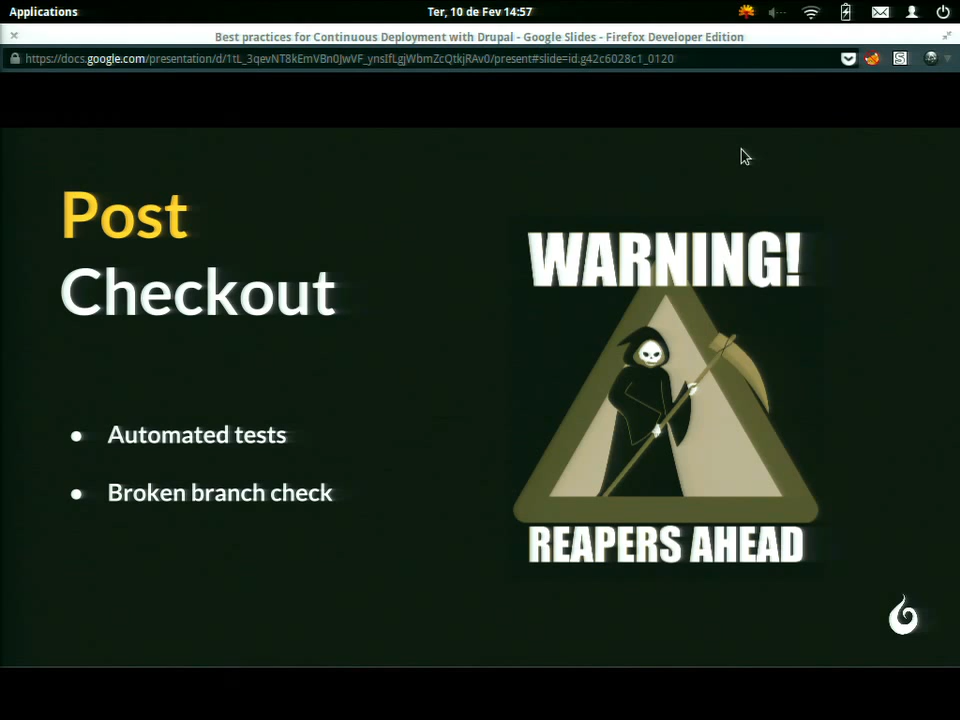 Applications
Ter, 10 de Fev 14:57
Best practices for Continuous Deployment with Drupal - Google Slides - Firefox Developer Edition
Post
Checkout
Automated tests
Broken branch check
WARNING!
REAPERS AHEAD